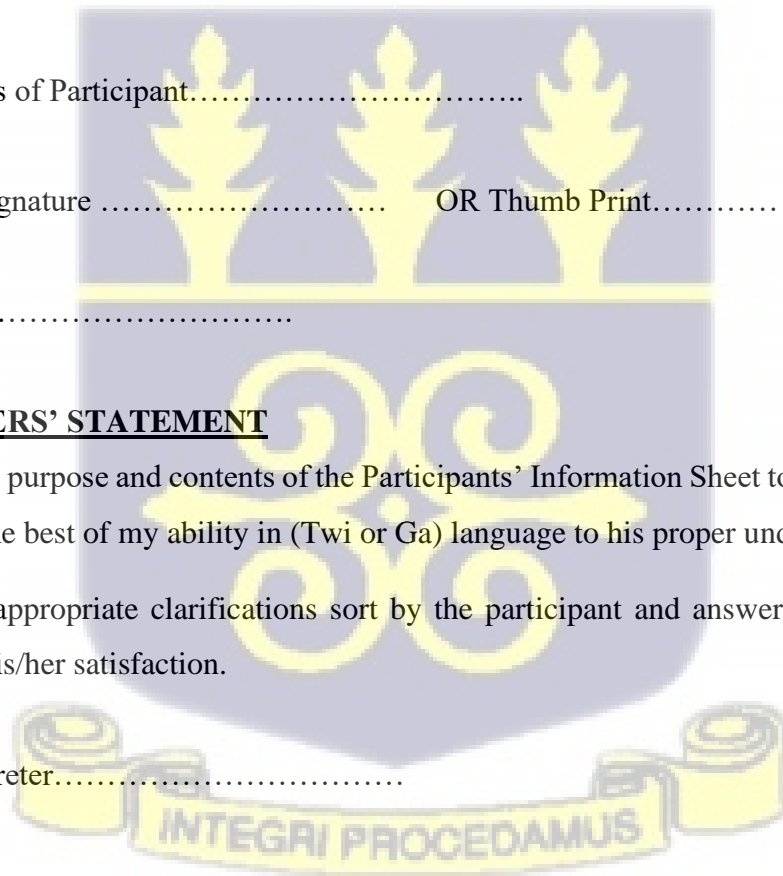 s of Participant…………………………..
gnature ……………………… OR Thumb Print…………
……………………….
ERS’ STATEMENT
purpose and contents of the Participants’ Information Sheet to
e best of my ability in (Twi or Ga) language to his proper und
appropriate clarifications sort by the participant and answer
is/her satisfaction.
reter……………………………
INTEGRI PROCEDAMUS